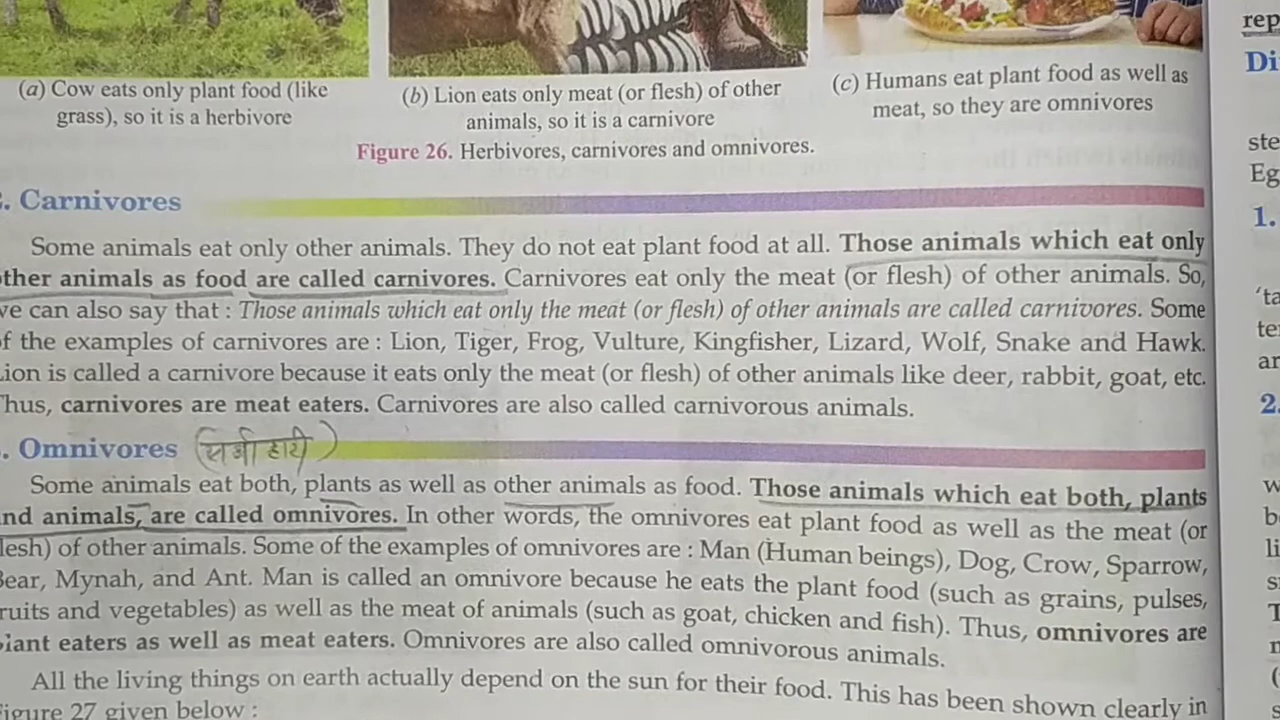 (a) Cow eats only plant food (like
grass), so it is a herbivore
(b) Lion eats only meat (or flesh) of other
animals, so it is a carnivore
(c) Humans eat plant food as well as
meat, so they are omnivores
Figure 26. Herbivores, carnivores and omnivores.
. Carnivores
Some animals eat only other animals. They do not eat plant food at all. Those animals which eat only
ther animals as food are called carnivores. Carnivores eat only the meat (or flesh) of other animals. So,
ve can also say that : Those animals which eat only the meat (or flesh) of other animals are called carnivores. Some
f the examples of carnivores are : Lion, Tiger, Frog, Vulture, Kingfisher, Lizard, Wolf, Snake and Hawk.
Lion is called a carnivore because it eats only the meat (or flesh) of other animals like deer, rabbit, goat, etc.
Thus, carnivores are meat eaters. Carnivores are also called carnivorous animals.
. Omnivores
Some animals eat both, plants as well as other animals as food. Those animals which eat both, plants
nd animals, are called omnivores. In other words, the omnivores eat plant food as well as the meat (or
lesh) of other animals. Some of the examples of omnivores are : Man (Human beings), Dog, Crow, Sparrow,
Bear, Mynah, and Ant. Man is called an omnivore because he eats the plant food (such as grains, pulses,
ruits and vegetables) as well as the meat of animals (such as goat, chicken and fish). Thus, omnivores are
plant eaters as well as meat eaters. Omnivores are also called omnivorous animals.
All the living things on earth actually depend on the sun for their food. This has been shown clearly in
Figure 27 given below :
rep
Di
ste
Eg
1.
'ta
te
an
2.
w
b
li